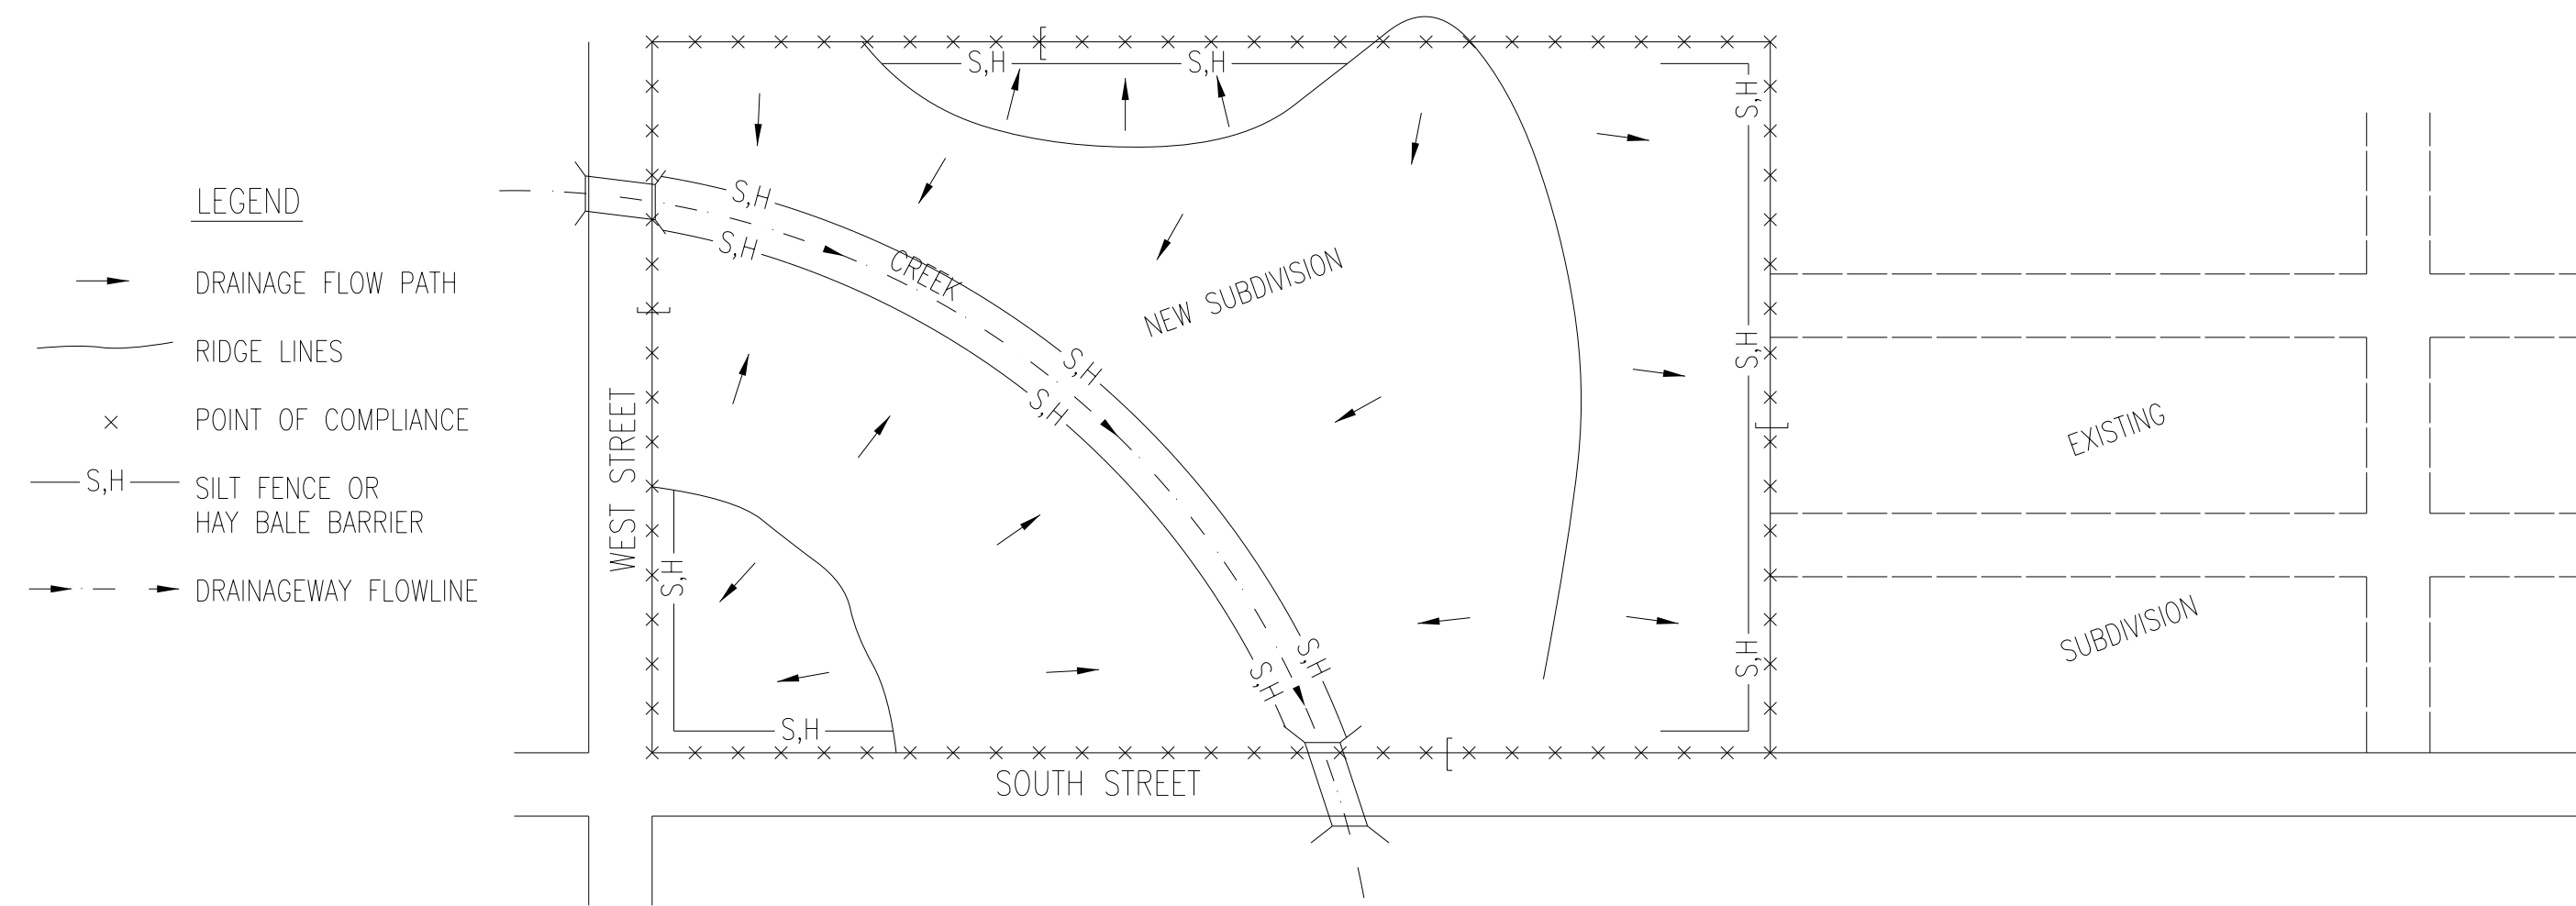 LEGEND
DRAINAGE FLOW PATH
RIDGE LINES
POINT OF COMPLIANCE
S,H
SILT FENCE OR
HAY BALE BARRIER
DRAINAGEWAY FLOWLINE
S,H
S,H
S,H
S,H
S,H
CREEK
NEW SUBDIVISION
S,H
S,H
S,H
WEST STREET
EXISTING
S,H
S,H
S,H
S,H
SUBDIVISION
S,H
SOUTH STREET